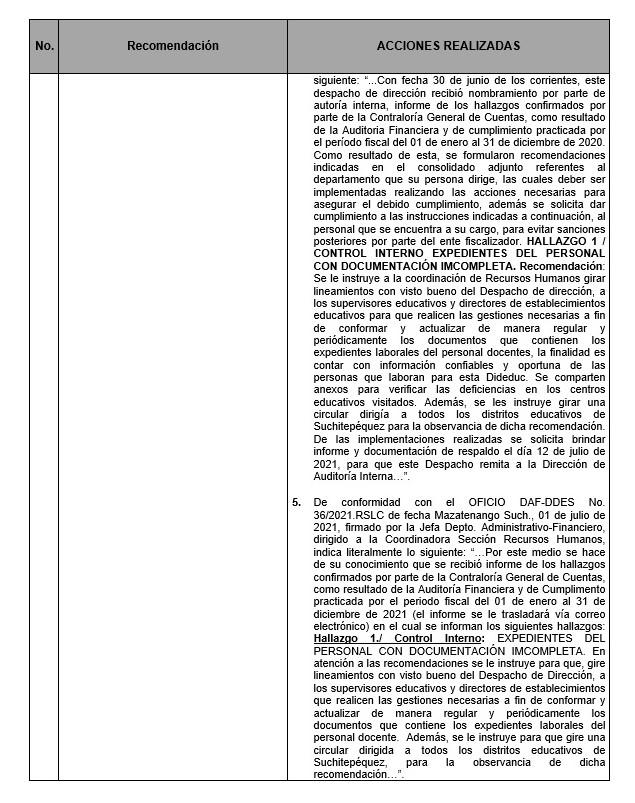 No.
Recomendación
ACCIONES REALIZADAS
siguiente: “...Con fecha 30 de junio de los corrientes, este
despacho de dirección recibió nombramiento por parte de
autoría interna, informe de los hallazgos confirmados por
parte de la Contraloría General de Cuentas, como resultado
de la Auditoria Financiera y de cumplimiento practicada por
el período fiscal del 01 de enero al 31 de diciembre de 2020.
Como resultado de esta, se formularon recomendaciones
indicadas en el consolidado adjunto referentes al
departamento que su persona dirige, las cuales deber ser
implementadas realizando las acciones necesarias para
asegurar el debido cumplimiento, además se solicita dar
cumplimiento a las instrucciones indicadas a continuación, al
personal que se encuentra a su cargo, para evitar sanciones
posteriores por parte del ente fiscalizador. HALLAZGO 1 /
CONTROL INTERNO EXPEDIENTES DEL PERSONAL
CON DOCUMENTACIÓN IMCOMPLETA. Recomendación:
Se le instruye a la coordinación de Recursos Humanos girar
lineamientos con visto bueno del Despacho de dirección, a
los supervisores educativos y directores de establecimientos
educativos para que realicen las gestiones necesarias a fin
de conformar y actualizar de manera regular y
periódicamente los documentos que contienen los
expedientes laborales del personal docentes, la finalidad es
contar con información confiables y oportuna de las
personas que laboran para esta Dideduc. Se comparten
anexos para verificar las deficiencias en los centros
educativos visitados. Además, se les instruye girar una
circular dirigía a todos los distritos educativos de
Suchitepéquez para la observancia de dicha recomendación.
De las implementaciones realizadas se solicita brindar
informe y documentación de respaldo el día 12 de julio de
2021, para que este Despacho remita a la Dirección de
Auditoría Interna…”.
5. De conformidad con el OFICIO DAF-DDES No.
36/2021.RSLC de fecha Mazatenango Such., 01 de julio de
2021, firmado por la Jefa Depto. Administrativo-Financiero,
dirigido a la Coordinadora Sección Recursos Humanos,
indica literalmente lo siguiente: “…Por este medio se hace
de su conocimiento que se recibió informe de los hallazgos
confirmados por parte de la Contraloría General de Cuentas,
como resultado de la Auditoría Financiera y de Cumplimento
practicada por el periodo fiscal del 01 de enero al 31 de
diciembre de 2021 (el informe se le trasladará vía correo
electrónico) en el cual se informan los siguientes hallazgos:
Hallazgo 1./ Control Interno: EXPEDIENTES DEL
PERSONAL CON DOCUMENTACIÓN IMCOMPLETA. En
atención a las recomendaciones se le instruye para que, gire
lineamientos con visto bueno del Despacho de Dirección, a
los supervisores educativos y directores de establecimientos
que realicen las gestiones necesarias a fin de conformar y
actualizar de manera regular y periódicamente los
documentos que contiene los expedientes laborales del
personal docente. Además, se le instruye para que gire una
circular dirigida a todos los distritos educativos de
Suchitepéquez, para la observancia de dicha
recomendación…”.